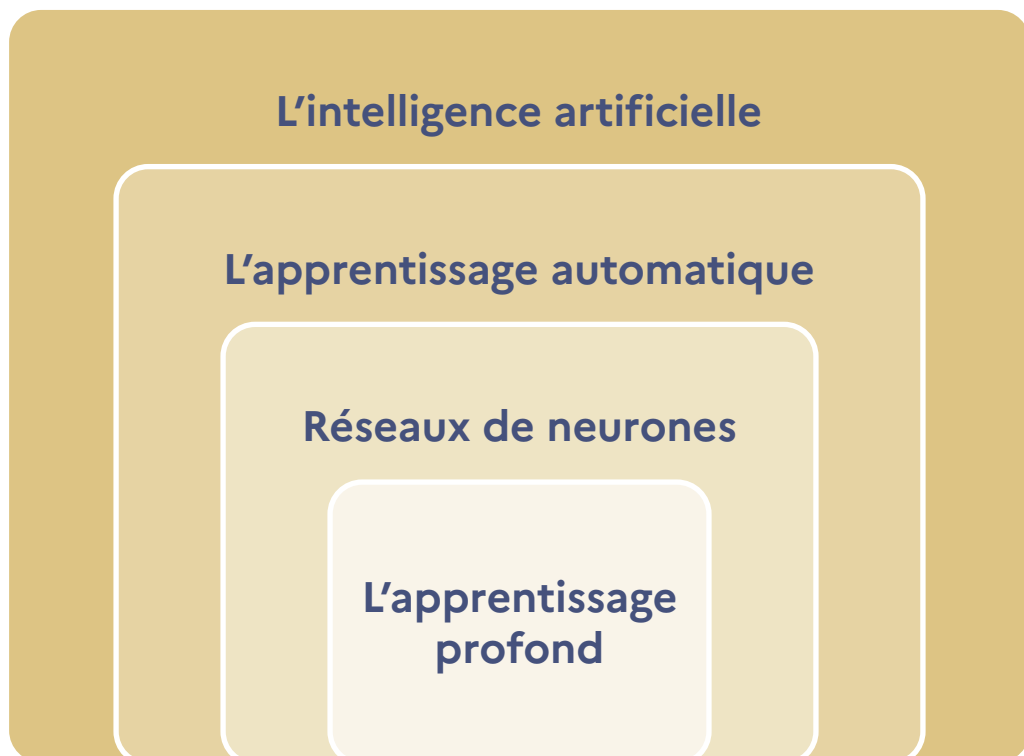 L’intelligence artificielle
L’apprentissage automatique
Réseaux de neurones
L’apprentissage
profond